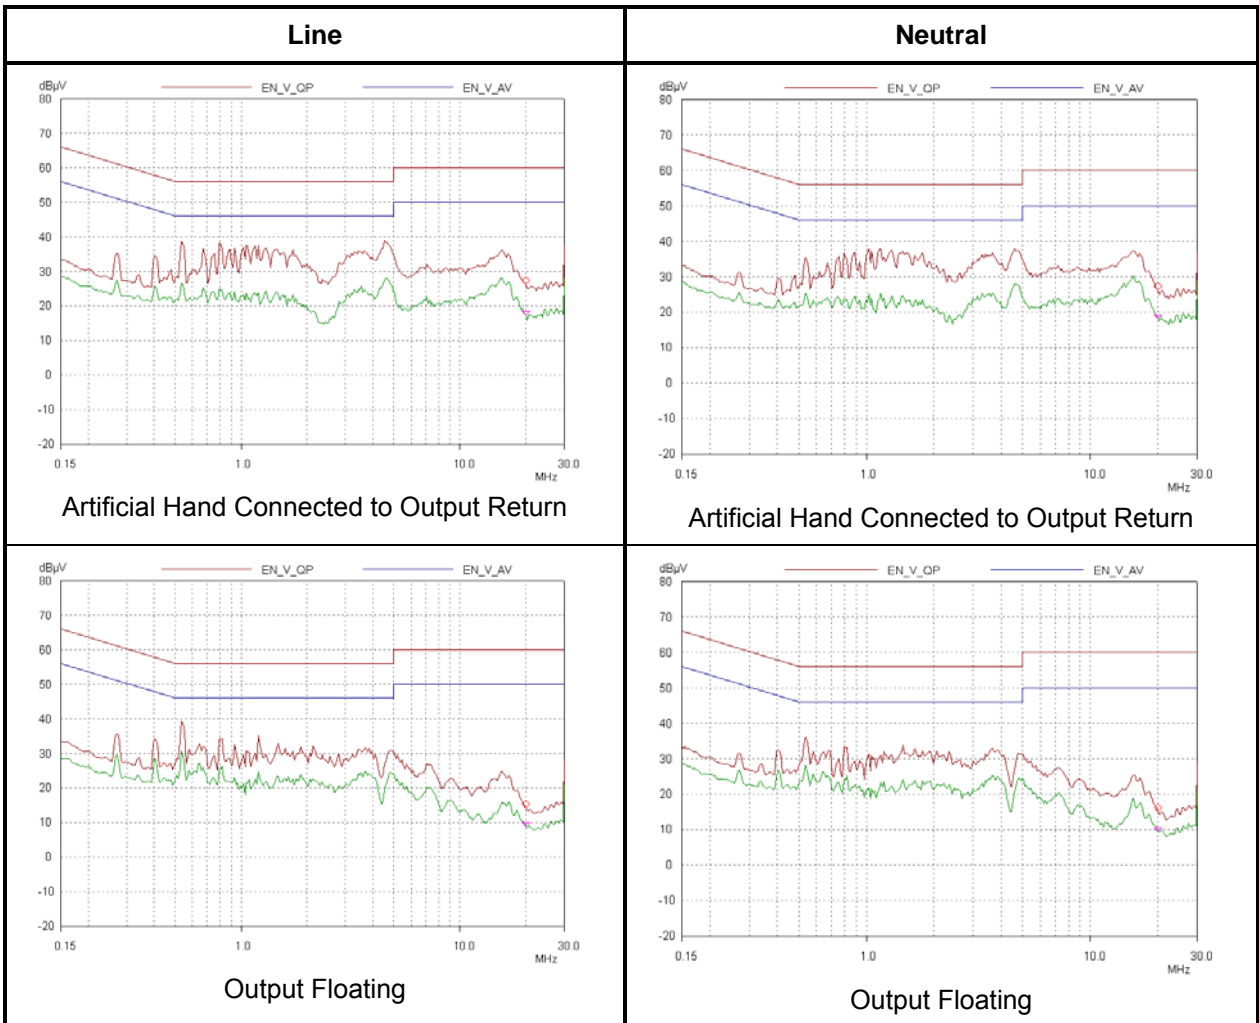 Line
Neutral
dBµV
EN_V_QP
EN_V_AV
80
70
60
50
40
30
20
10
0
-10
-20
0.15
1.0
10.0
30.0
MHz
Artificial Hand Connected to Output Return
dBµV
EN_V_QP
EN_V_AV
80
70
60
50
40
30
20
10
0
-10
-20
0.15
1.0
10.0
30.0
MHz
Artificial Hand Connected to Output Return
dBµV
EN_V_QP
EN_V_AV
80
70
60
50
40
30
20
10
0
-10
-20
0.15
1.0
10.0
30.0
MHz
Output Floating
dBµV
EN_V_QP
EN_V_AV
80
70
60
50
40
30
20
10
0
-10
-20
0.15
1.0
10.0
30.0
MHz
Output Floating